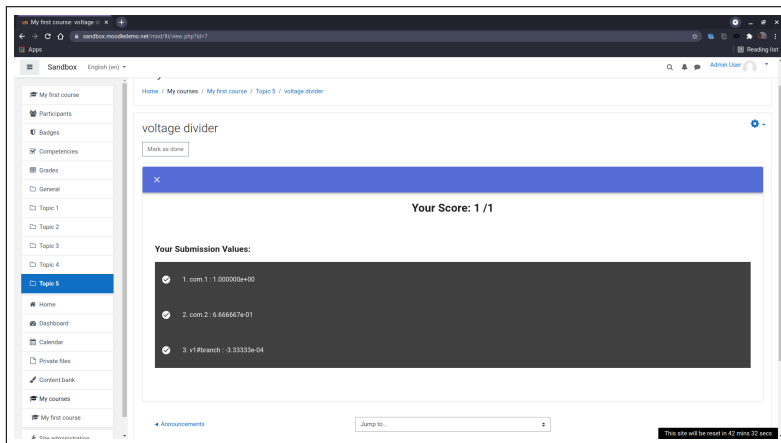 My first course: voltage di
sandbox.moodledemo.net/mod/lti/view.php?id=7
Apps
Reading list
Sandbox English (en)
Admin User
My first course
Participants
Badges
Competencies
Grades
General
Topic 1
Topic 2
Topic 3
Topic 4
Topic 5
Home
Dashboard
Calendar
Private files
Content bank
My courses
My first course
Site administration
Home / My courses / My first course / Topic 5 / voltage divider
voltage divider
Mark as done
Your Score: 1 /1
Your Submission Values:
1. com.1 : 1.000000e+00
2. com.2 : 6.666667e-01
3. v1#branch : -3.33333e-04
◄ Announcements
Jump to...
This site will be reset in 42 mins 32 secs